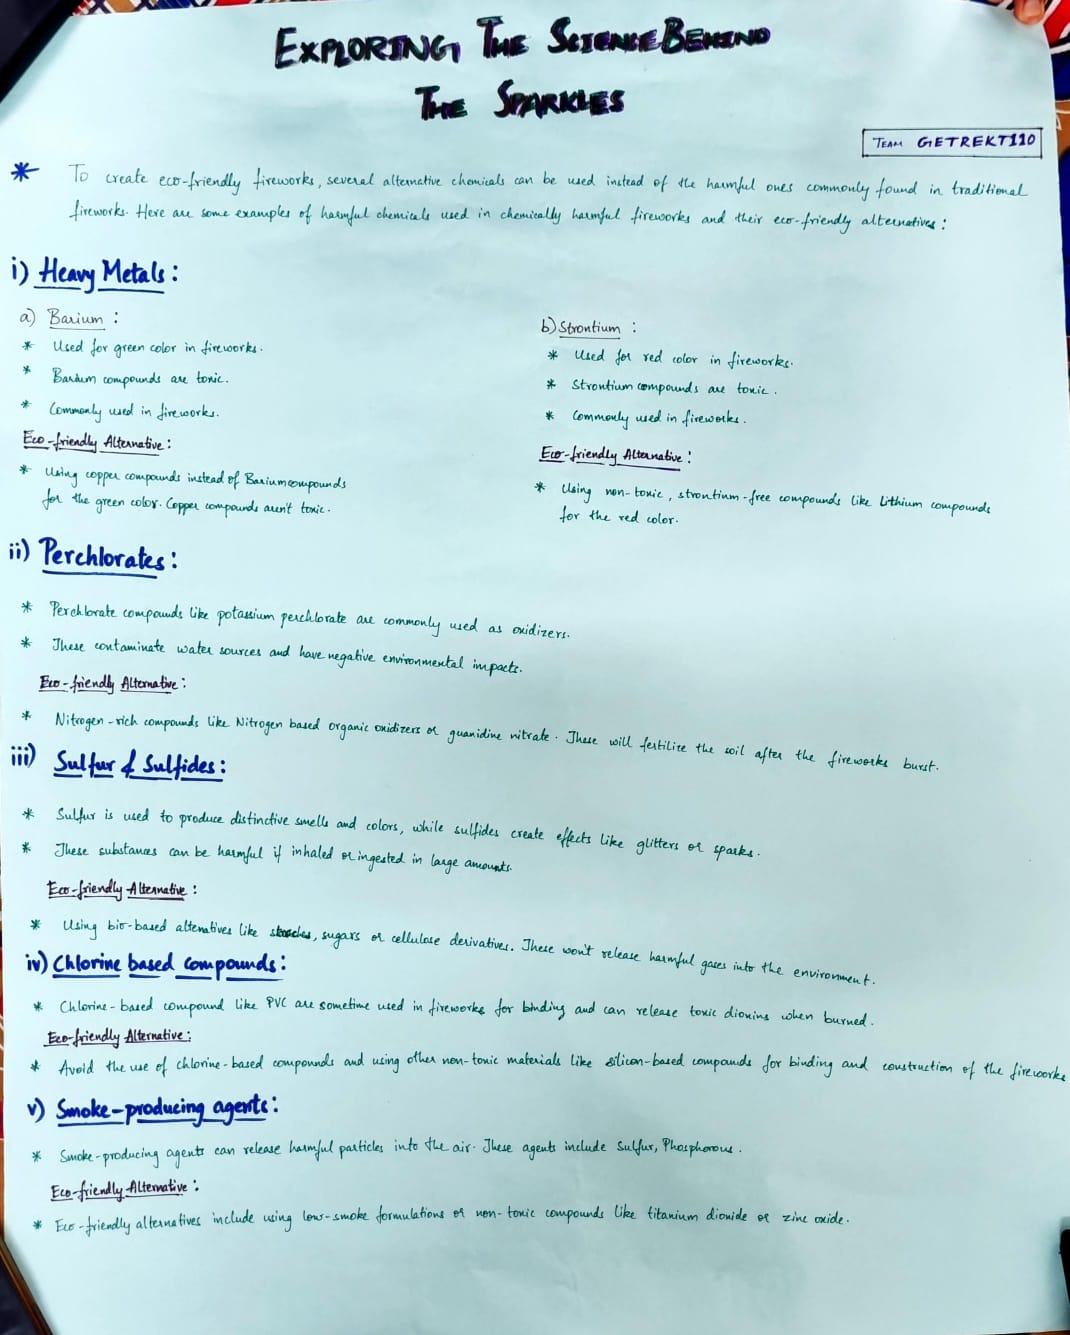 EXPLORING THE SCIENCE BEHIND
THE SPARKLES
TEAM GETREKT110
* To create eco-friendly fireworks, several alternative chemicals can be used instead of the harmful ones commonly found in traditional
fireworks. Here are some examples of harmful chemicals used in chemically harmful fireworks and their eco-friendly alternatives:
i) Heavy Metals:
a) Barium:
* Used for green color in fireworks.
* Barium compounds are toxic.
* Commonly used in fireworks.
Eco-friendly Alternative:
* Using copper compounds instead of Barium compounds
for the green color. Copper compounds aren't toxic.
b) Strontium:
* Used for red color in fireworks.
* Strontium compounds are toxic.
* Commonly used in fireworks.
Eco-friendly Alternative:
* Using non-toxic, strontium-free compounds like Lithium compounds
for the red color.
ii) Perchlorates:
* Perchlorate compounds like potassium perchlorate are commonly used as oxidizers.
* These contaminate water sources and have negative environmental impacts.
Eco-friendly Alternative:
* Nitrogen-rich compounds like Nitrogen based organic oxidizers or guanidine nitrate. These will fertilize the soil after the fireworks burst.
iii) Sulfur & Sulfides:
* Sulfur is used to produce distinctive smells and colors, while sulfides create effects like glitters or sparks.
* These substances can be harmful if inhaled or ingested in large amounts.
Eco-friendly Alternative:
* Using bio-based altenatives like starches, sugars or cellulose derivatives. These won't release harmful gases into the environment.
iv) Chlorine based compounds:
* Chlorine-based compound like PVC are sometime used in fireworks for binding and can release toxic dioxins when burned.
Eco-friendly Alternative:
* Avoid the use of chlorine-based compounds and using other non-toxic materials like silicon-based compounds for binding and construction of the fireworks
v) Smoke-producing agents:
* Smoke-producing agents can release harmful particles into the air. These agents include Sulfur, Phosphorous.
Eco-friendly Alternative:
* Eco-friendly alternatives include using low-smoke formulations or non-toxic compounds like titanium dioxide or zinc oxide.